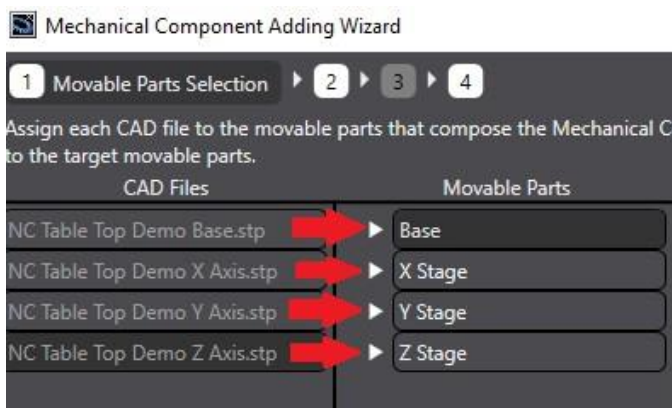 Mechanical Component Adding Wizard
1 Movable Parts Selection 2 3 4
Assign each CAD file to the movable parts that compose the Mechanical C
to the target movable parts.
CAD Files Movable Parts
NC Table Top Demo Base.stp Base
NC Table Top Demo X Axis.stp X Stage
NC Table Top Demo Y Axis.stp Y Stage
NC Table Top Demo Z Axis.stp Z Stage